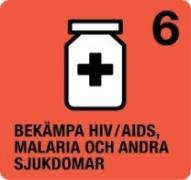 6
BEKÄMPA HIV/AIDS,
MALARIA OCH ANDRA
SJUKDOMAR